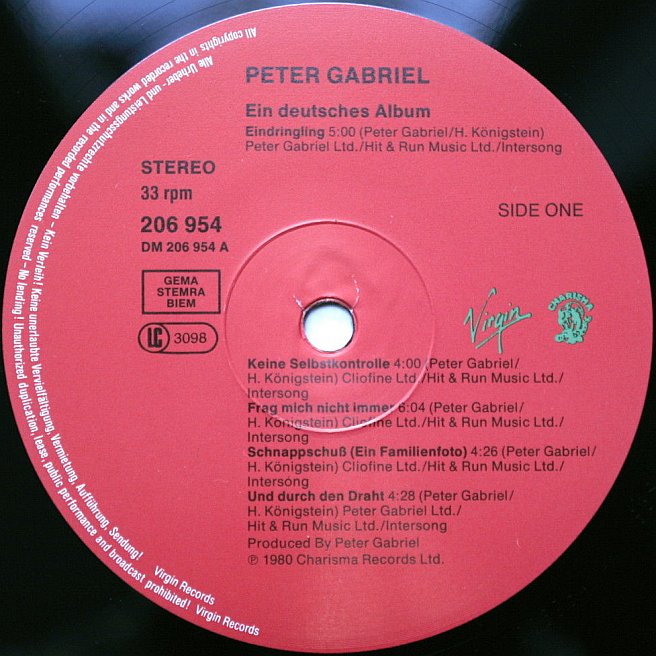 PETER GABRIEL
Ein deutsches Album
Eindringling 5:00 (Peter Gabriel/H. Königstein)
Peter Gabriel Ltd./Hit & Run Music Ltd./Intersong
STEREO
33 rpm
206 954
DM 206 954 A
SIDE ONE
GEMA
STEMRA
BIEM
LC 3098
Virgin
CHARISMA
Keine Selbstkontrolle 4:00 (Peter Gabriel/
H. Königstein) Cliofine Ltd./Hit & Run Music Ltd./
Intersong
Frag mich nicht immer 6:04 (Peter Gabriel/
H. Königstein) Cliofine Ltd./Hit & Run Music Ltd./
Intersong
Schnappschuß (Ein Familienfoto) 4:26 (Peter Gabriel/
H. Königstein) Cliofine Ltd./Hit & Run Music Ltd./
Intersong
Und durch den Draht 4:28 (Peter Gabriel/
H. Königstein) Peter Gabriel Ltd./
Hit & Run Music Ltd./Intersong
Produced By Peter Gabriel
℗ 1980 Charisma Records Ltd.
Alle Urheber- und Leistungsschutzrechte vorbehalten – Kein Verleih! Keine unerlaubte Vervielfältigung, Vermietung, Aufführung, Sendung! Virgin Records
All copyrights in the recorded works and in the recorded performances reserved – No lending! Unauthorized duplication, lease, public performance and broadcast prohibited! Virgin Records